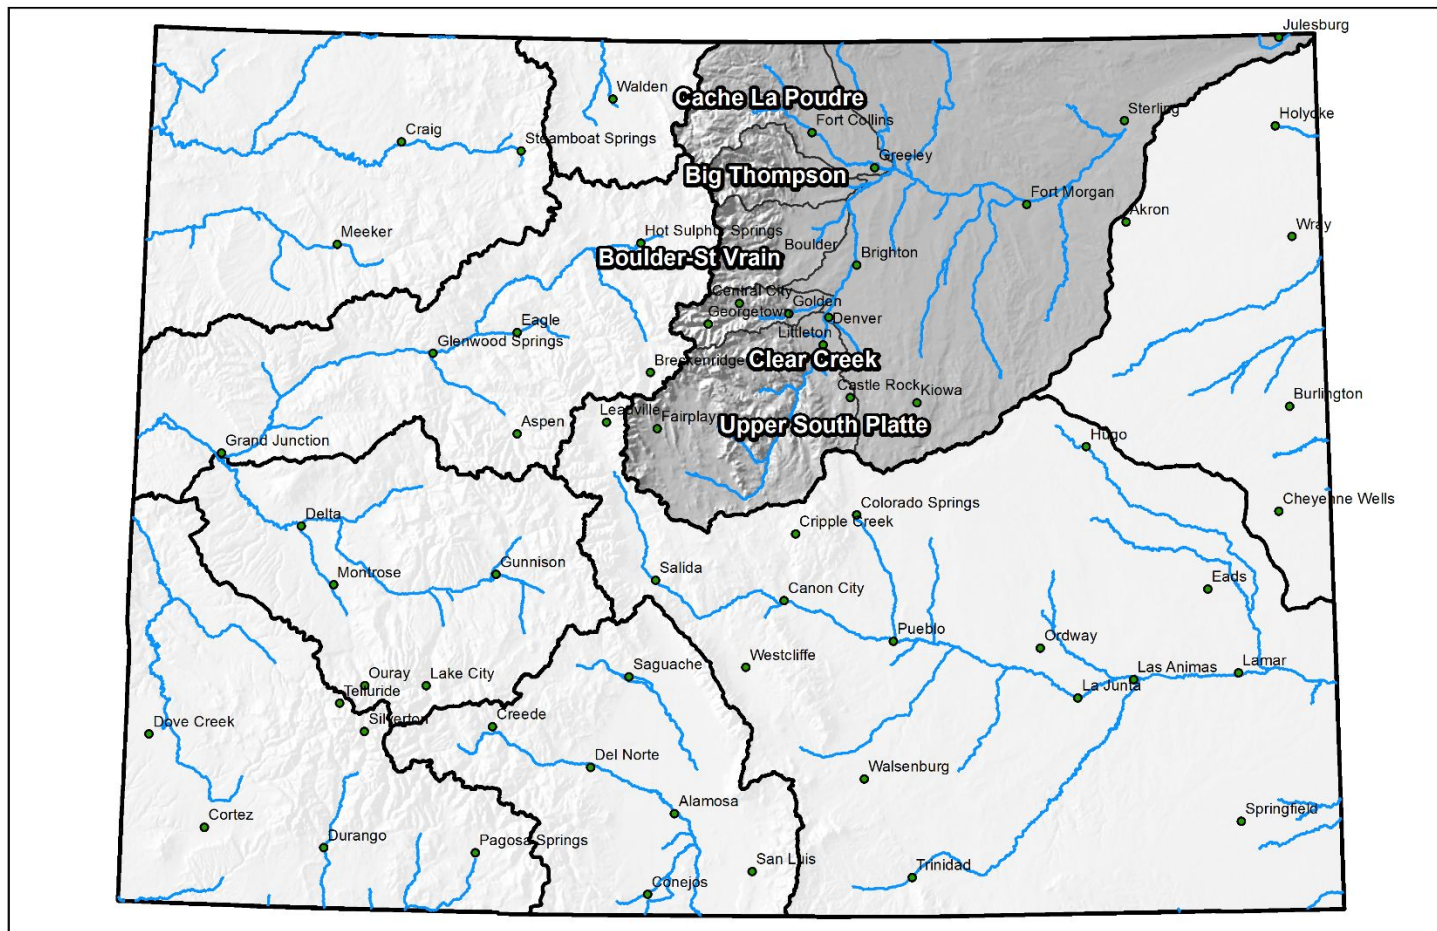 Julesburg
Walden
Cache La Poudre
Sterling
Holyoke
Fort Collins
Craig
Steamboat Springs
Greeley
Big Thompson
Fort Morgan
Akron
Wray
Meeker
Hot Sulphur Springs
Boulder
Boulder-St Vrain
Brighton
Central City
Golden
Georgetown
Denver
Eagle
Littleton
Glenwood Springs
Breckenridge
Clear Creek
Castle Rock
Kiowa
Burlington
Leadville
Aspen
Fairplay
Upper South Platte
Grand Junction
Hugo
Cheyenne Wells
Colorado Springs
Delta
Cripple Creek
Gunnison
Salida
Montrose
Canon City
Eads
Pueblo
Ordway
Westcliffe
Las Animas
Lamar
Saguache
Ouray
Lake City
La Junta
Telluride
Silverton
Creede
Dove Creek
Del Norte
Walsenburg
Alamosa
Springfield
Cortez
Durango
Pagosa Springs
San Luis
Trinidad
Conejos